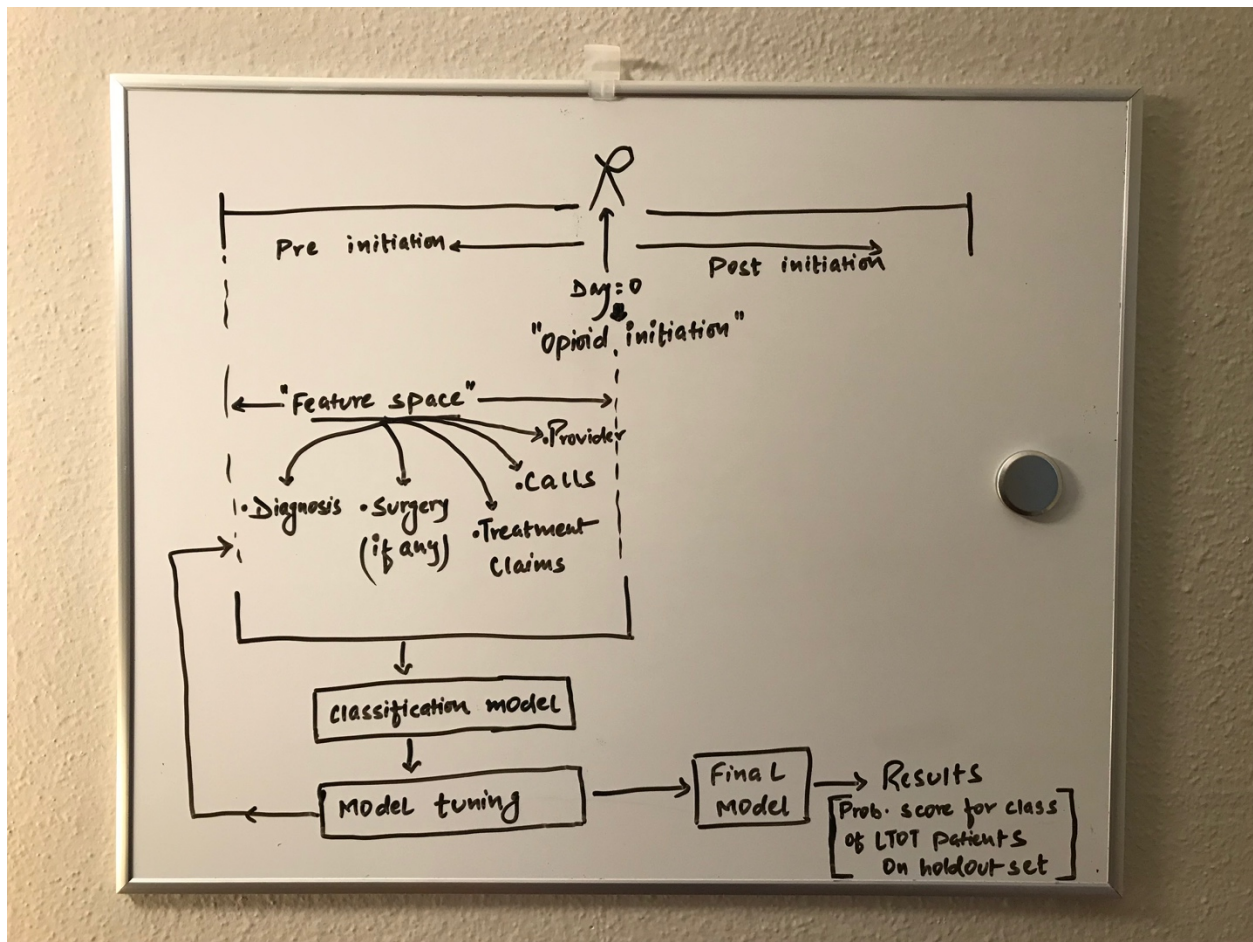 Pre initiation
Post initiation
Day=0
"Opioid initiation"
"Feature space"
·Provider
·Calls
·Diagnosis
·Surgery
(if any)
·Treatment
Claims
Classification model
Model tuning
Final
Model
Results
Prob. score for class
of LTOT patients
On holdout set